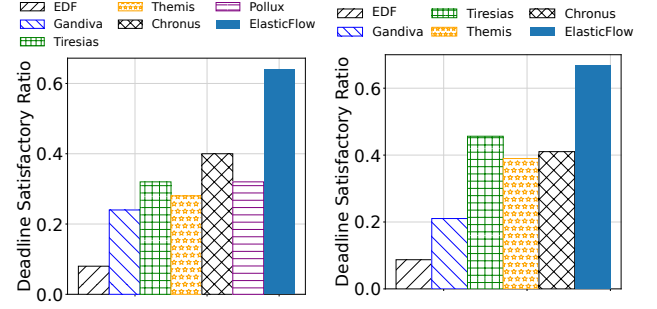 EDF Themis Pollux
Gandiva Chronus ElasticFlow
Tiresias
Deadline Satisfactory Ratio
0.6
0.4
0.2
0.0
EDF Tiresias Chronus
Gandiva Themis ElasticFlow
Deadline Satisfactory Ratio
0.6
0.4
0.2
0.0